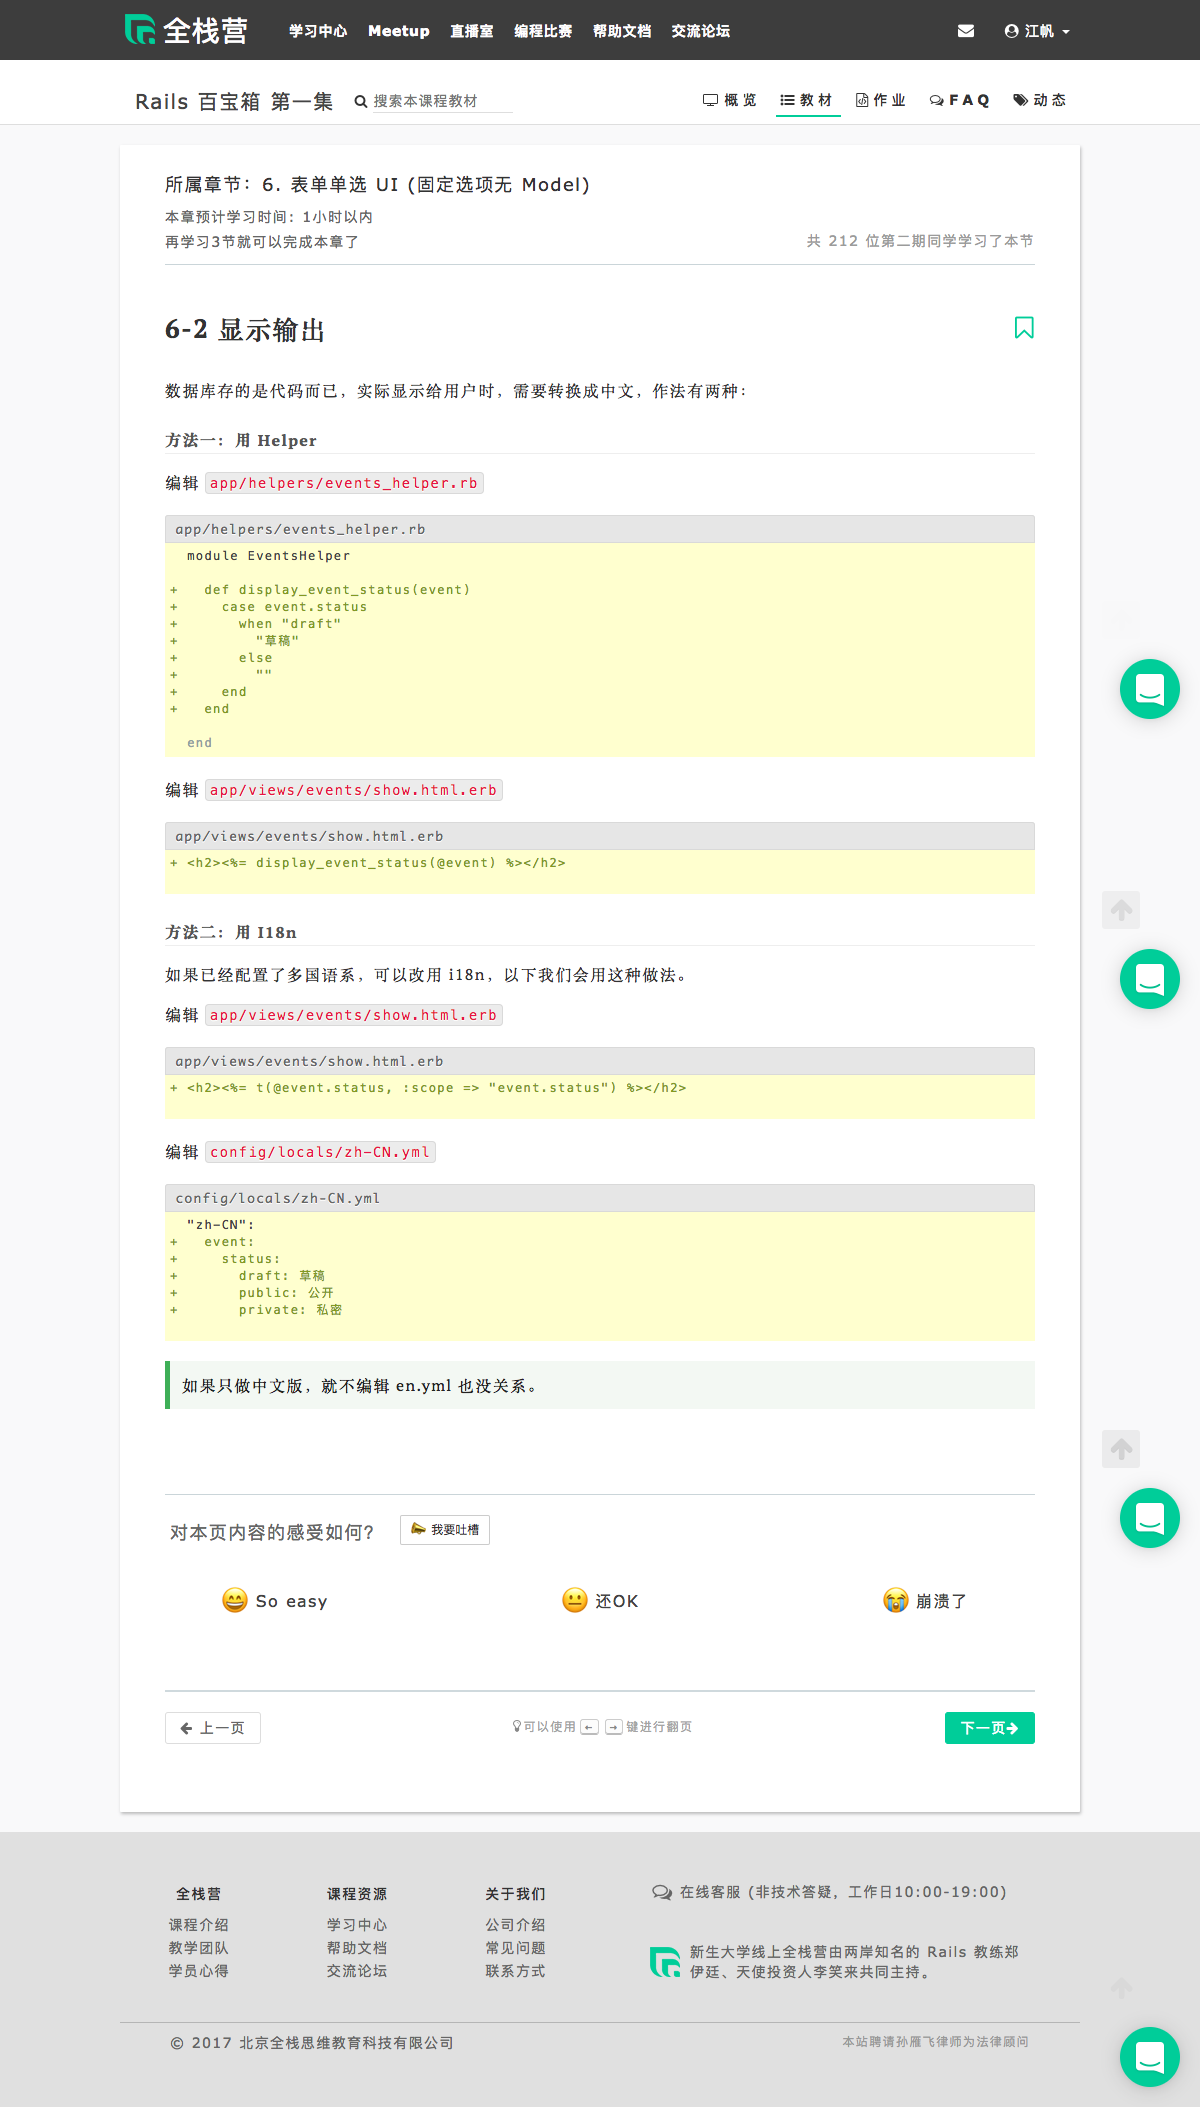 全栈营 学习中心 Meetup 直播室 编程比赛 帮助文档 交流论坛 江帆
Rails 百宝箱 第一集 搜索本课程教材 概览 教材 作业 FAQ 动态
所属章节：6. 表单单选 UI (固定选项无 Model)
本章预计学习时间：1小时以内
再学习3节就可以完成本章了 共 212 位第二期同学学习了本节
6-2 显示输出
数据库存的是代码而已，实际显示给用户时，需要转换成中文，作法有两种：
方法一：用 Helper
编辑 app/helpers/events_helper.rb
app/helpers/events_helper.rb
  module EventsHelper
+   def display_event_status(event)
+     case event.status
+       when "draft"
+         "草稿"
+       else
+         ""
+     end
+   end
  end
编辑 app/views/events/show.html.erb
app/views/events/show.html.erb
+ <h2><%= display_event_status(@event) %></h2>
方法二：用 I18n
如果已经配置了多国语系，可以改用 i18n，以下我们会用这种做法。
编辑 app/views/events/show.html.erb
app/views/events/show.html.erb
+ <h2><%= t(@event.status, :scope => "event.status") %></h2>
编辑 config/locals/zh-CN.yml
config/locals/zh-CN.yml
  "zh-CN":
+   event:
+     status:
+       draft: 草稿
+       public: 公开
+       private: 私密
如果只做中文版，就不编辑 en.yml 也没关系。
对本页内容的感受如何? 我要吐槽
So easy 还OK 崩溃了
上一页 可以使用 ← → 键进行翻页 下一页
全栈营 课程资源 关于我们 在线客服 (非技术答疑，工作日10:00-19:00)
课程介绍 学习中心 公司介绍
教学团队 帮助文档 常见问题 新生大学线上全栈营由两岸知名的 Rails 教练郑
学员心得 交流论坛 联系方式 伊廷、天使投资人李笑来共同主持。
© 2017 北京全栈思维教育科技有限公司 本站聘请孙雁飞律师为法律顾问